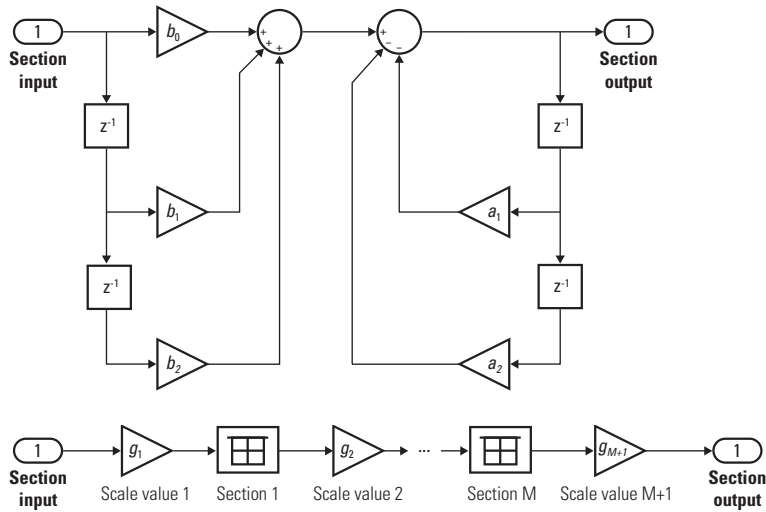 1
b0
+
+
+
+
−
−
1
Section
input
Section
output
z-1
z-1
b1
a1
z-1
z-1
b2
a2
1
g1
g2
...
gM+1
1
Section
input
Scale value 1
Section 1
Scale value 2
Section M
Scale value M+1
Section
output